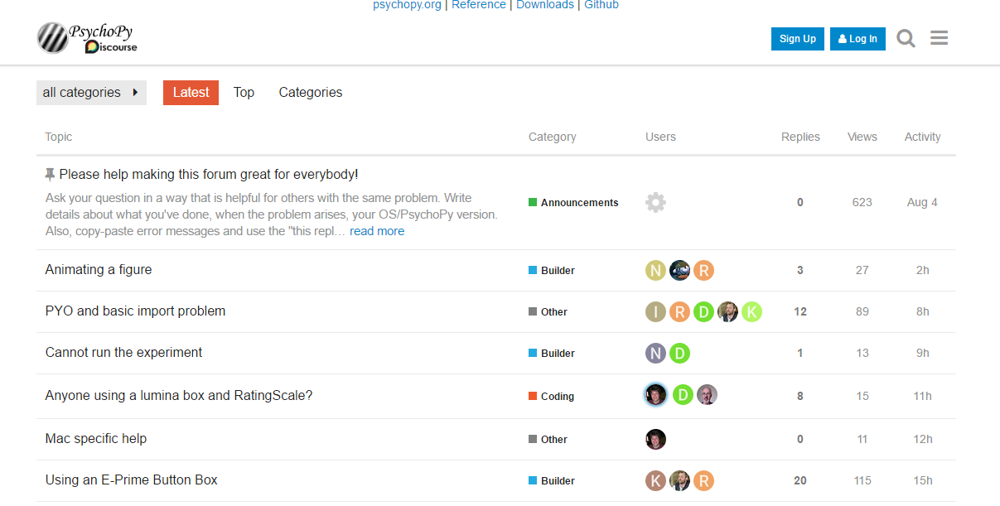 psychopy.org | Reference | Downloads | Github
PsychoPy
Discourse
Sign Up Log In
all categories Latest Top Categories
Topic Category Users Replies Views Activity
Please help making this forum great for everybody!
Ask your question in a way that is helpful for others with the same problem. Write
details about what you've done, when the problem arises, your OS/PsychoPy version.
Also, copy-paste error messages and use the "this repl... read more
Announcements 0 623 Aug 4
Animating a figure Builder N R 3 27 2h
PYO and basic import problem Other I R D K 12 89 8h
Cannot run the experiment Builder N D 1 13 9h
Anyone using a lumina box and RatingScale? Coding D 8 15 11h
Mac specific help Other 0 11 12h
Using an E-Prime Button Box Builder K R 20 115 15h